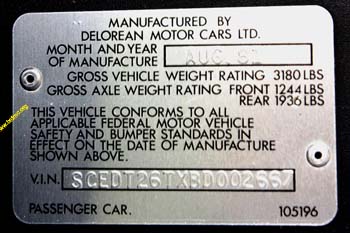 MANUFACTURED BY
DELOREAN MOTOR CARS LTD.
MONTH AND YEAR
OF MANUFACTURE AUG. 82
GROSS VEHICLE WEIGHT RATING 3180 LBS
GROSS AXLE WEIGHT RATING FRONT 1244 LBS
REAR 1936 LBS
THIS VEHICLE CONFORMS TO ALL
APPLICABLE FEDERAL MOTOR VEHICLE
SAFETY AND BUMPER STANDARDS IN
EFFECT ON THE DATE OF MANUFACTURE
SHOWN ABOVE.
V.I.N. SCEDT26TXBD002667
PASSENGER CAR. 105196